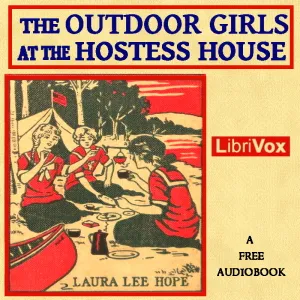 THE OUTDOOR GIRLS
AT THE HOSTESS HOUSE
LibriVox
LAURA LEE HOPE
A
FREE
AUDIOBOOK